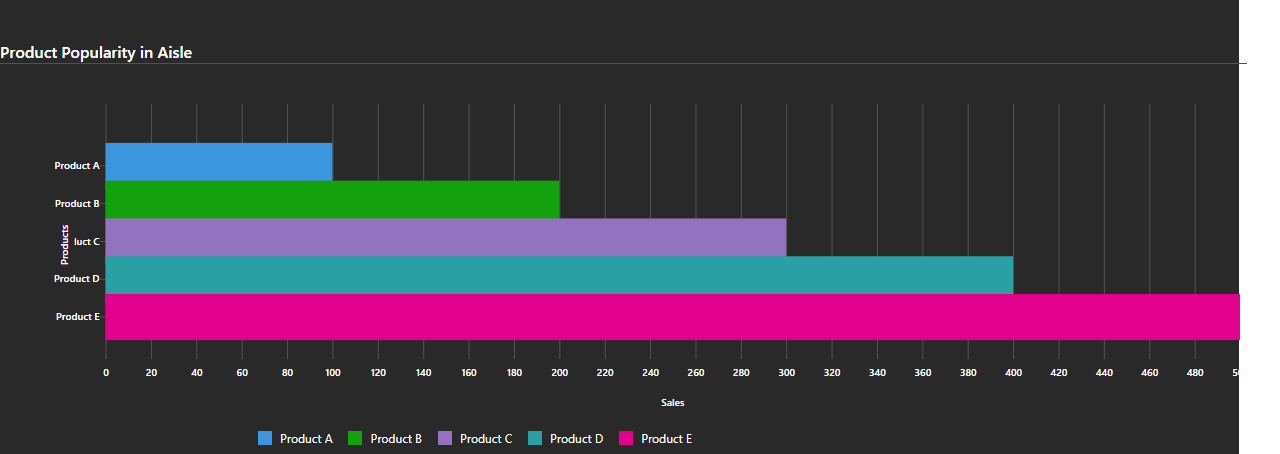 Product Popularity in Aisle
Product A
Product B
Products
luct C
Product D
Product E
0 20 40 60 80 100 120 140 160 180 200 220 240 260 280 300 320 340 360 380 400 420 440 460 480
Sales
Product A Product B Product C Product D Product E